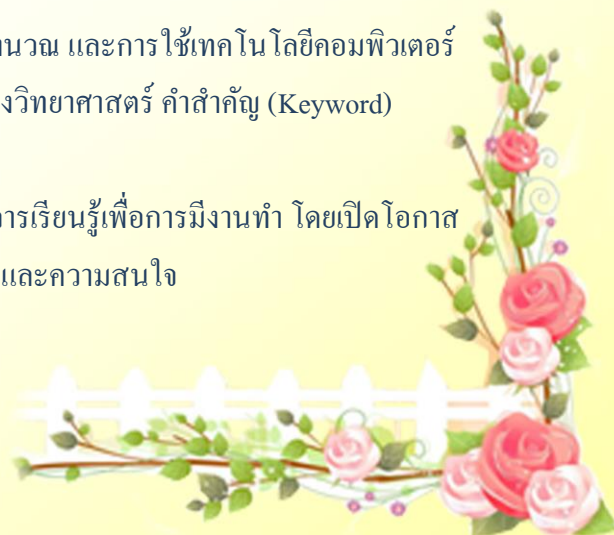 นวณ และการใช้เทคโนโลยีคอมพิวเตอร์
งวิทยาศาสตร์ คำสำคัญ (Keyword)
การเรียนรู้เพื่อการมีงานทำ โดยเปิดโอกาส
และความสนใจ